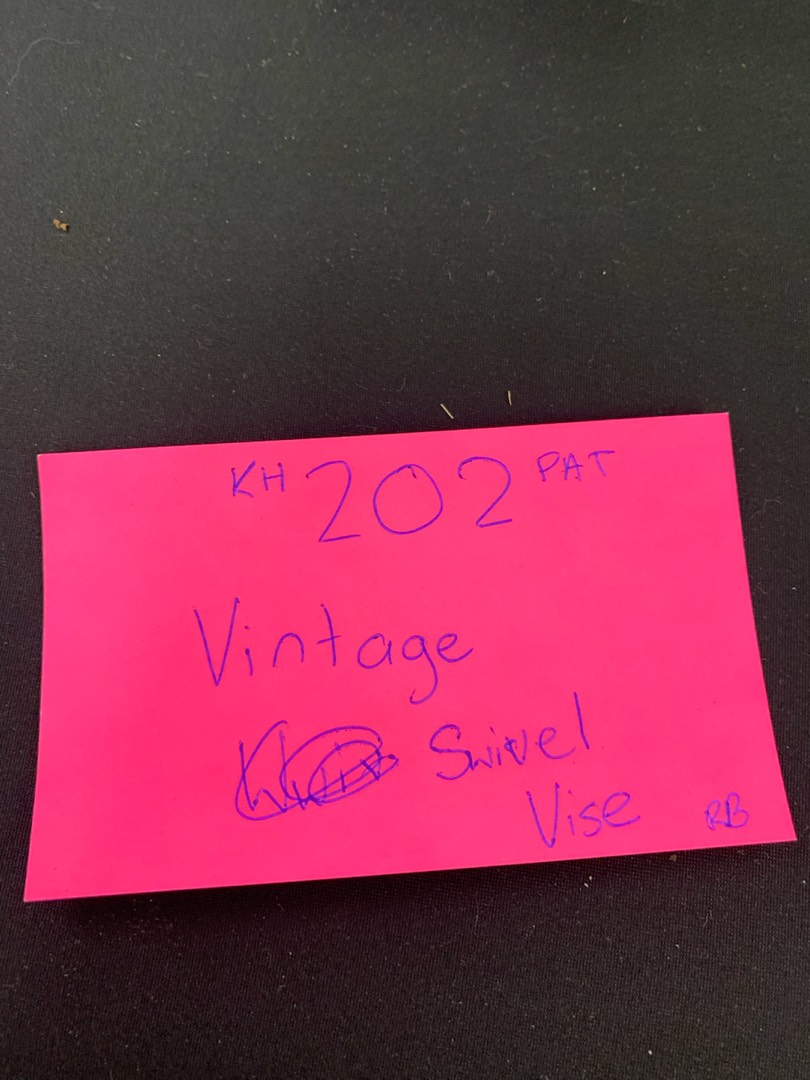 KH 202 PAT
Vintage
Swivel
Vise RB